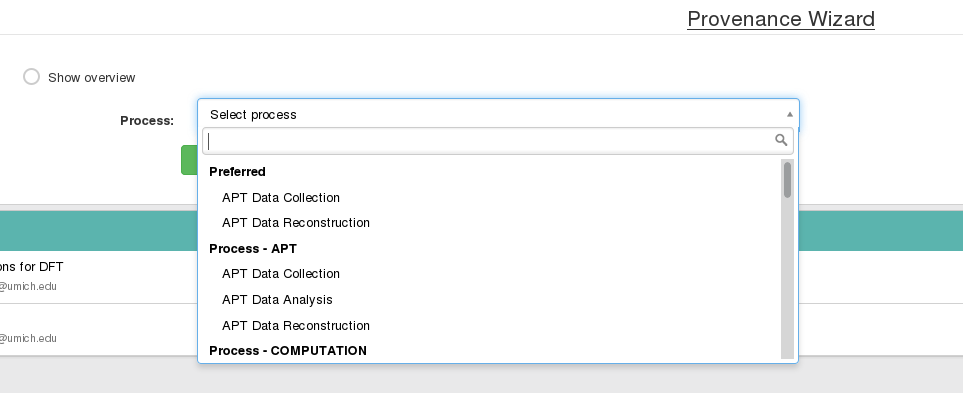 Provenance Wizard
Show overview
Process:
Select process
Preferred
APT Data Collection
APT Data Reconstruction
Process - APT
APT Data Collection
APT Data Analysis
APT Data Reconstruction
Process - COMPUTATION
for DFT
@umich.edu
@umich.edu